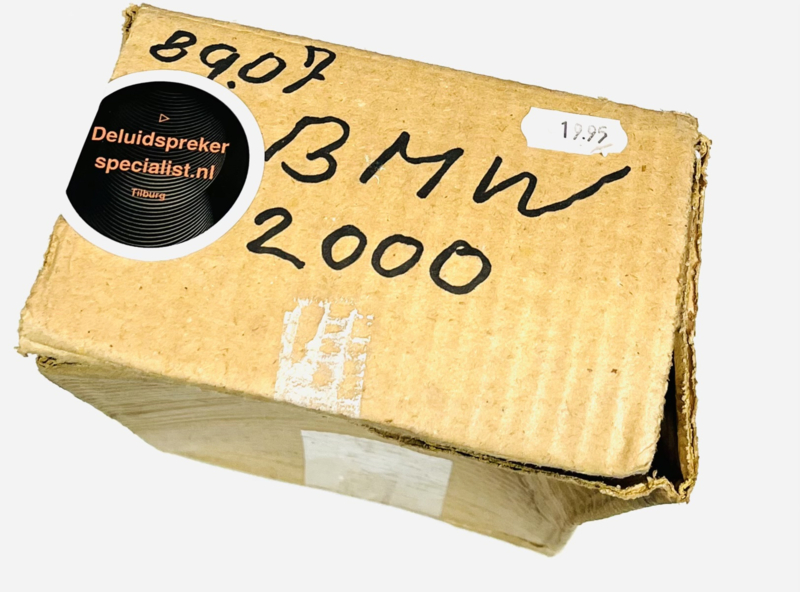 89.07
19.95
BMW
2000
Deluidspreker
specialist.nl
Tilburg